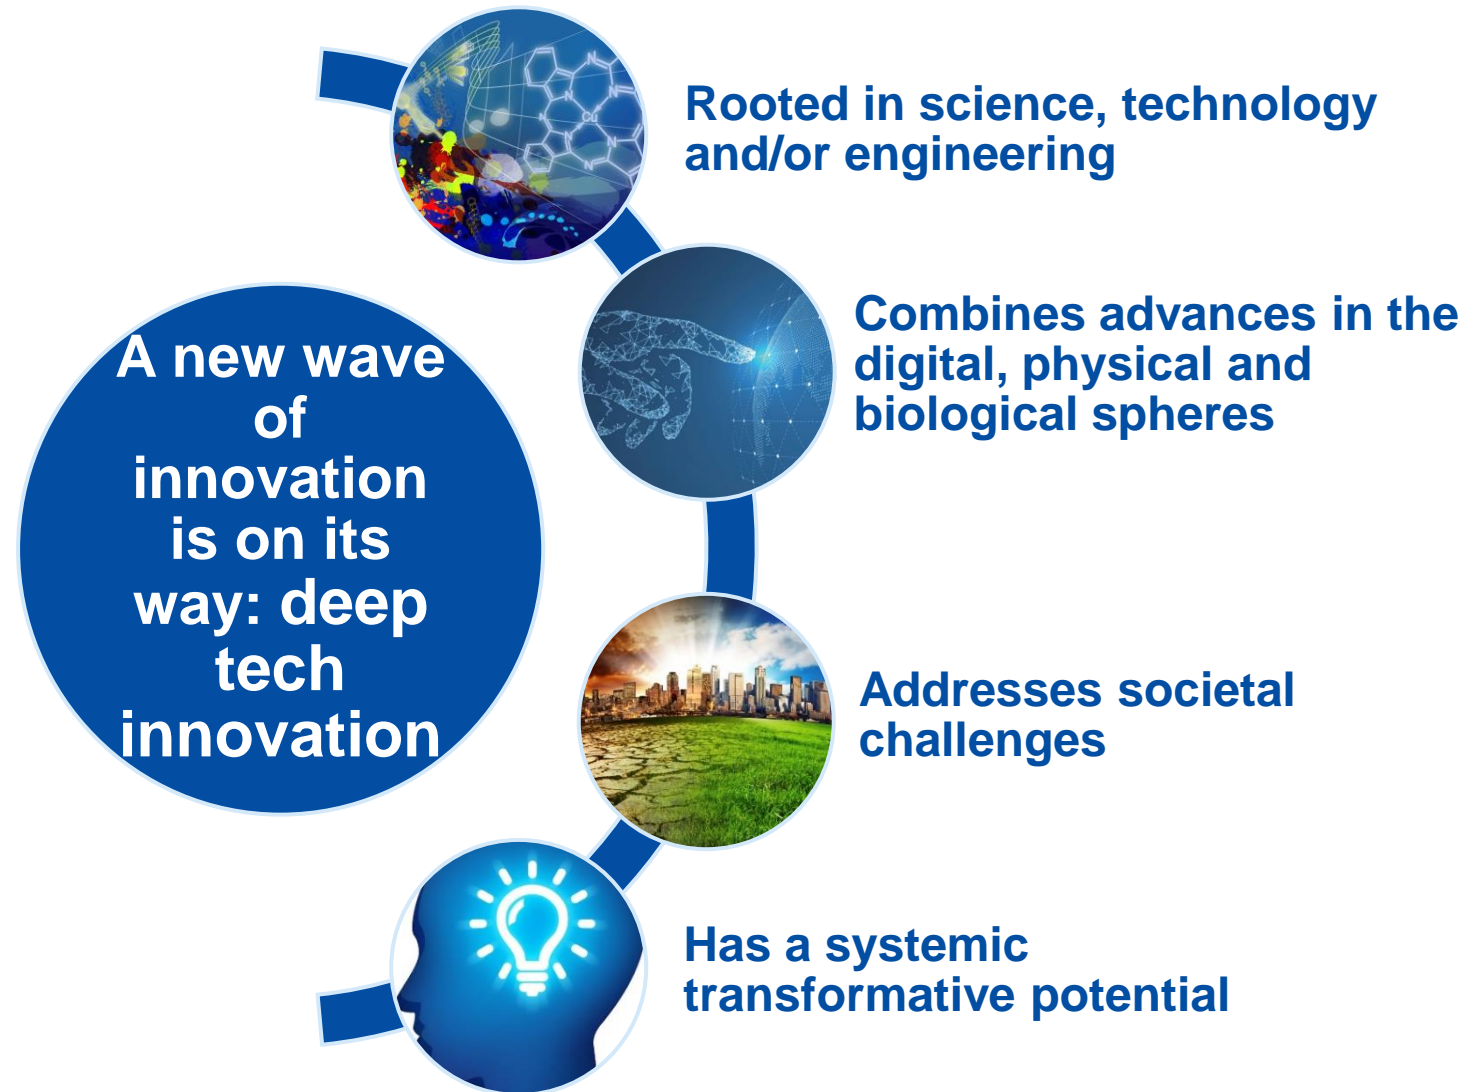 A new wave
of
innovation
is on its
way: deep
tech
innovation
Rooted in science, technology
and/or engineering
Combines advances in the
digital, physical and
biological spheres
Addresses societal
challenges
Has a systemic
transformative potential